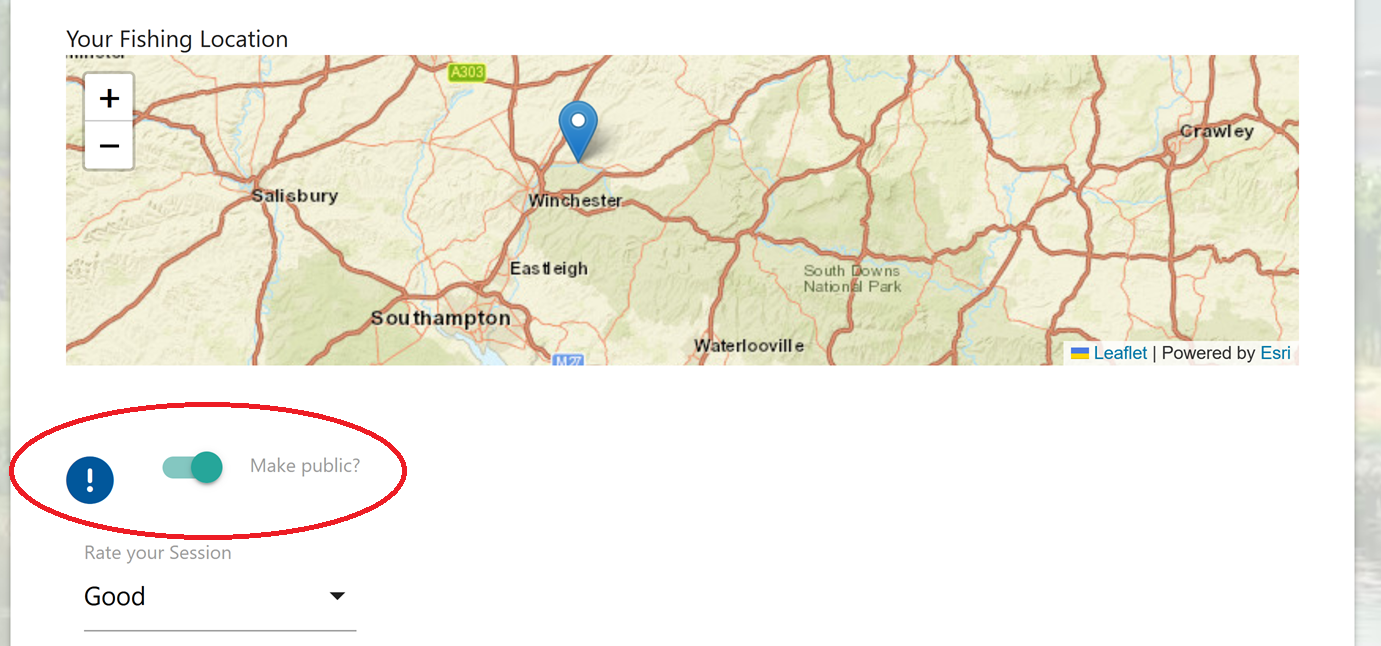 Your Fishing Location
A303
+
−
Crawley
Salisbury
Winchester
Eastleigh
South Downs
National Park
Southampton
Waterlooville
M27
Leaflet | Powered by Esri
!
Make public?
Rate your Session
Good